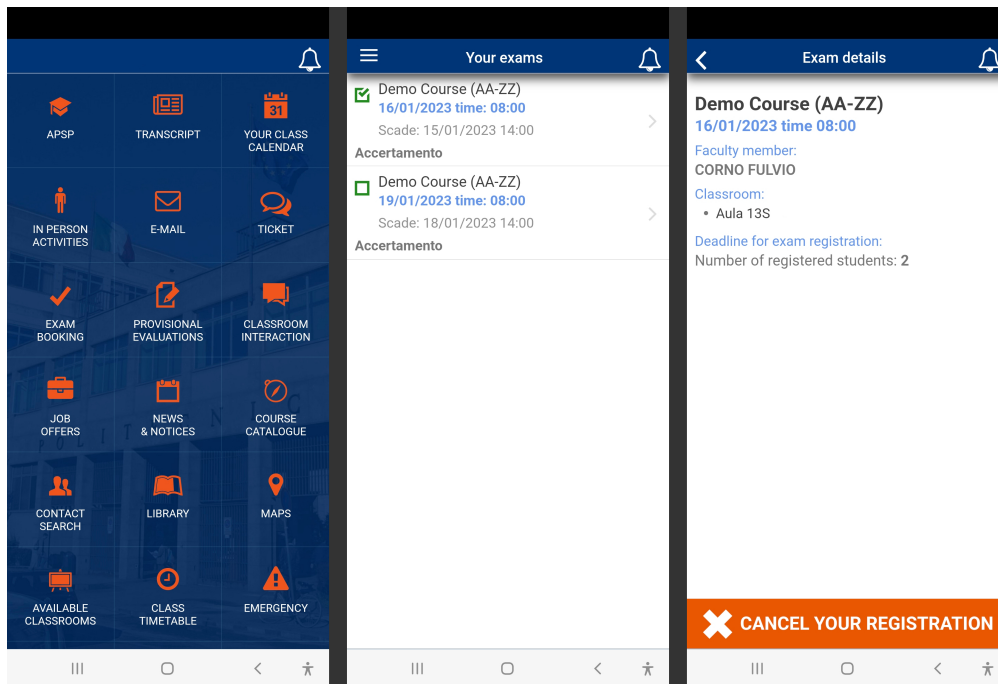 APSP
TRANSCRIPT
31
YOUR CLASS
CALENDAR
IN PERSON
ACTIVITIES
E-MAIL
TICKET
EXAM
BOOKING
PROVISIONAL
EVALUATIONS
CLASSROOM
INTERACTION
JOB
OFFERS
NEWS
& NOTICES
COURSE
CATALOGUE
CONTACT
SEARCH
LIBRARY
MAPS
AVAILABLE
CLASSROOMS
CLASS
TIMETABLE
EMERGENCY
Your exams
Demo Course (AA-ZZ)
16/01/2023 time: 08:00
Scade: 15/01/2023 14:00
Accertamento
Demo Course (AA-ZZ)
19/01/2023 time: 08:00
Scade: 18/01/2023 14:00
Accertamento
Exam details
Demo Course (AA-ZZ)
16/01/2023 time 08:00
Faculty member:
CORNO FULVIO
Classroom:
• Aula 13S
Deadline for exam registration:
Number of registered students: 2
CANCEL YOUR REGISTRATION